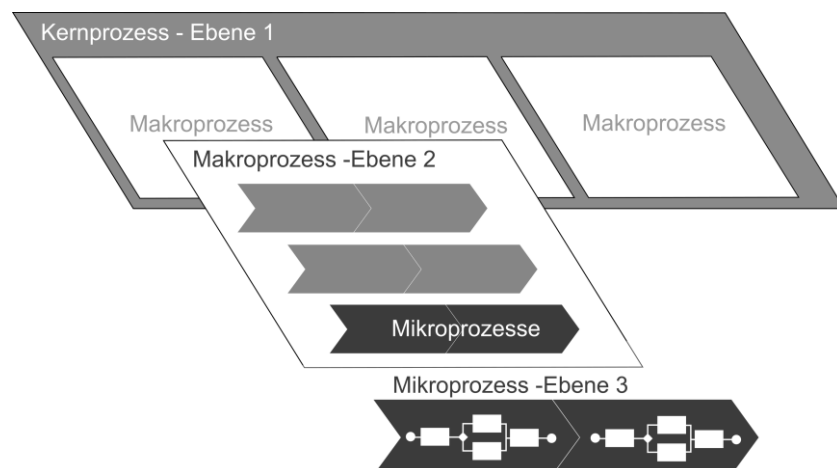 Kernprozess - Ebene 1
Makroprozess
Makroprozess
Makroprozess
Makroprozess -Ebene 2
Mikroprozesse
Mikroprozess -Ebene 3